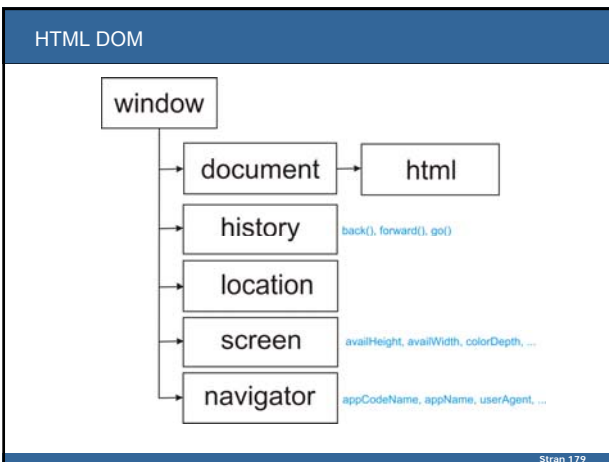 HTML DOM
window
document html
history back(), forward(), go()
location
screen availHeight, availWidth, colorDepth, ...
navigator appCodeName, appName, userAgent, ...
Stran 179